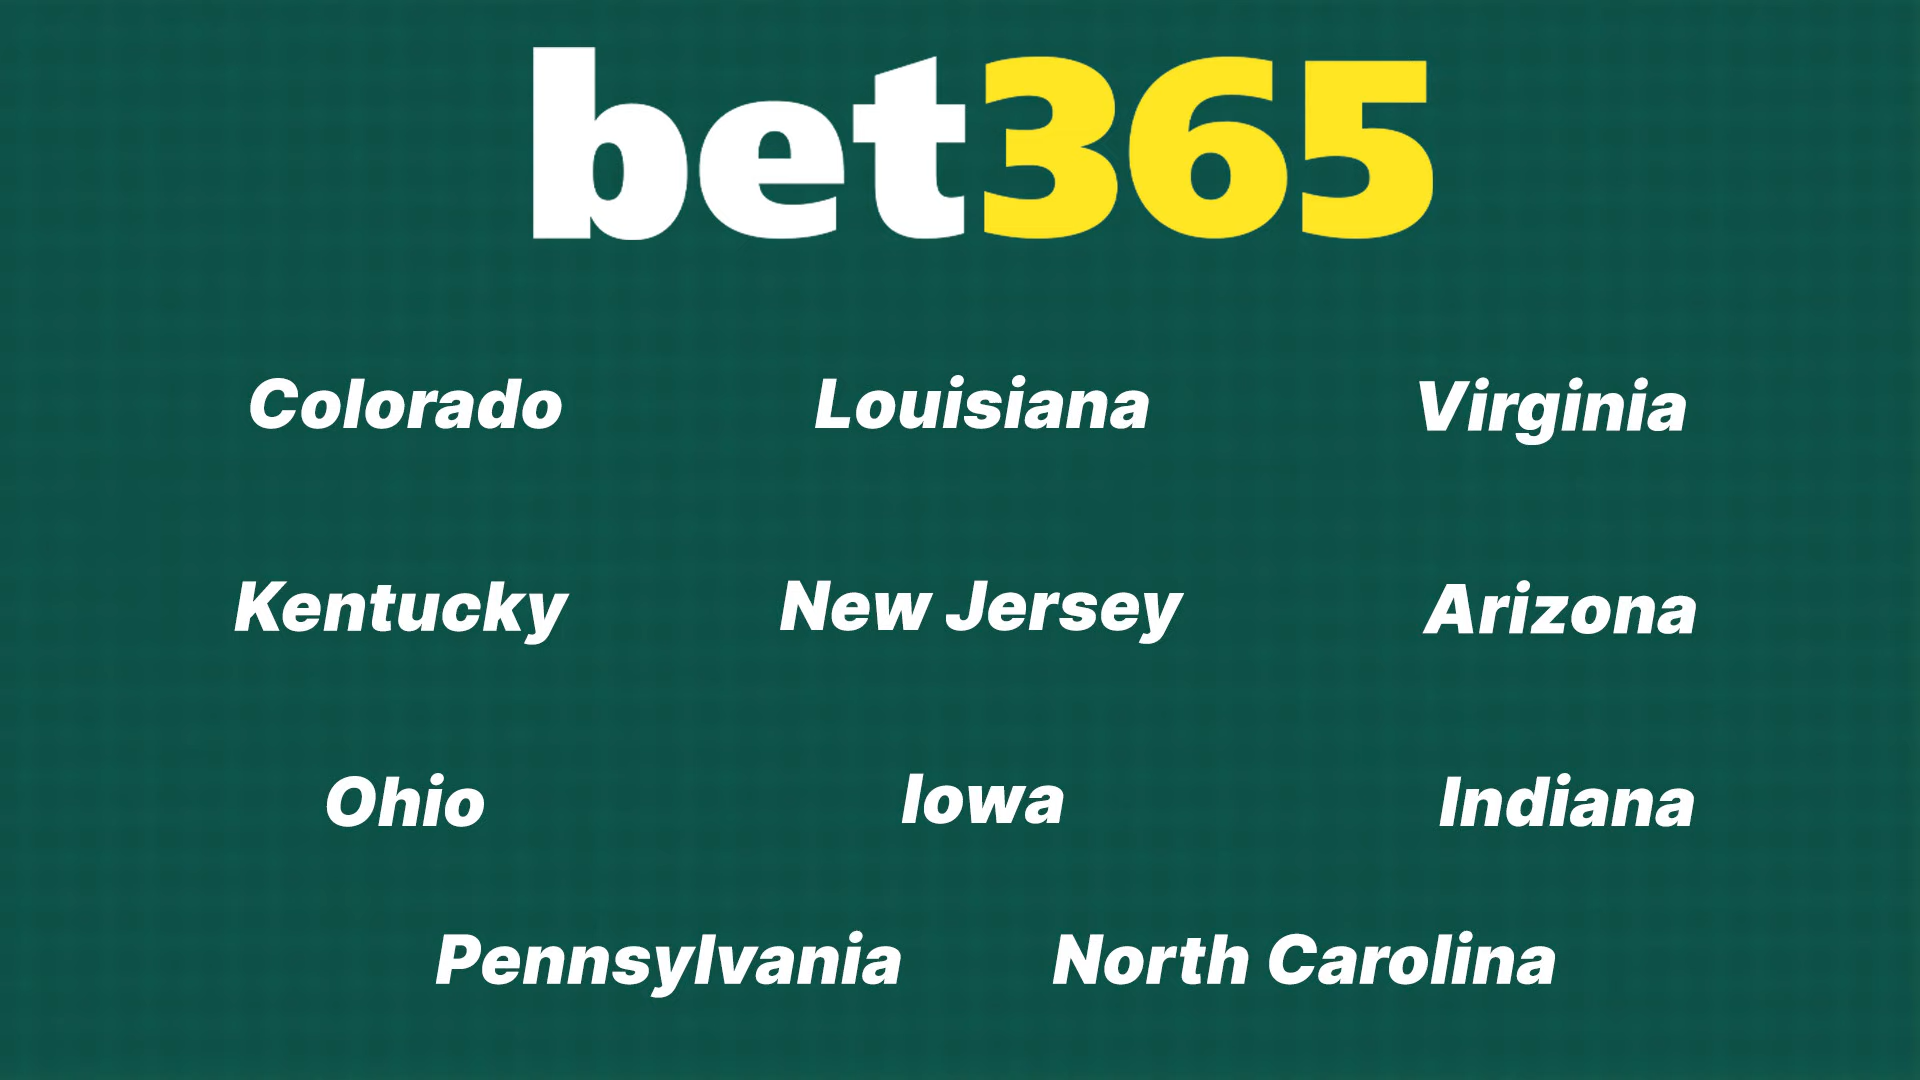 bet365
Colorado Louisiana Virginia
Kentucky New Jersey Arizona
Ohio Iowa Indiana
Pennsylvania North Carolina